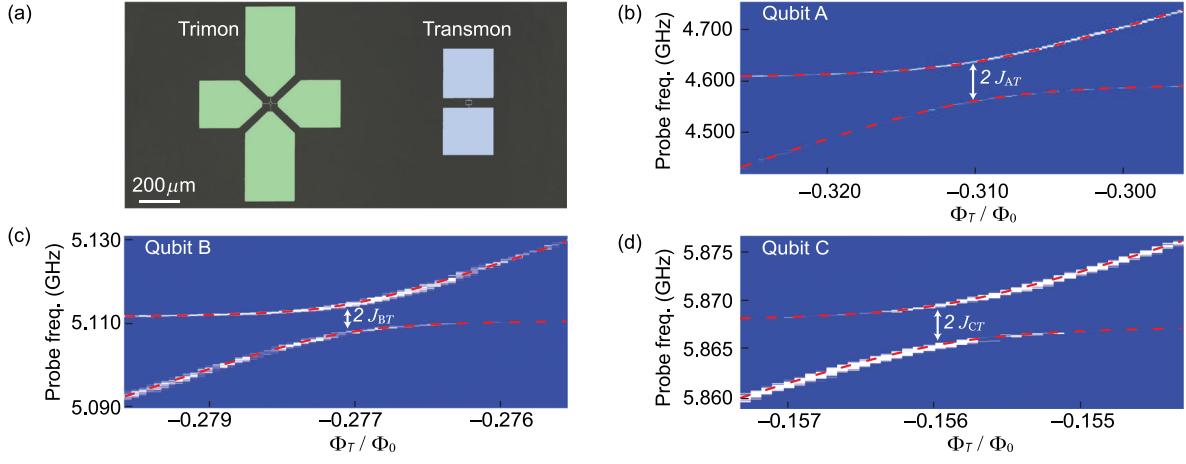 (a)
Trimon
Transmon
200 μm
(b)
Qubit A
Probe freq. (GHz)
4.700
4.600
4.500
2 J_AT
−0.320
−0.310
−0.300
Φ_T / Φ_0
(c)
Qubit B
Probe freq. (GHz)
5.130
5.110
5.090
2 J_BT
−0.279
−0.277
−0.276
Φ_T / Φ_0
(d)
Qubit C
Probe freq. (GHz)
5.875
5.870
5.865
5.860
2 J_CT
−0.157
−0.156
−0.155
Φ_T / Φ_0